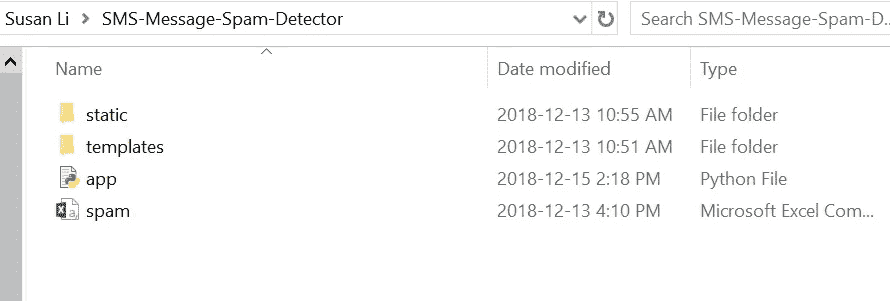 Susan Li > SMS-Message-Spam-Detector Search SMS-Message-Spam-D...
Name Date modified Type
static 2018-12-13 10:55 AM File folder
templates 2018-12-13 10:51 AM File folder
app 2018-12-15 2:18 PM Python File
spam 2018-12-13 4:10 PM Microsoft Excel Com...